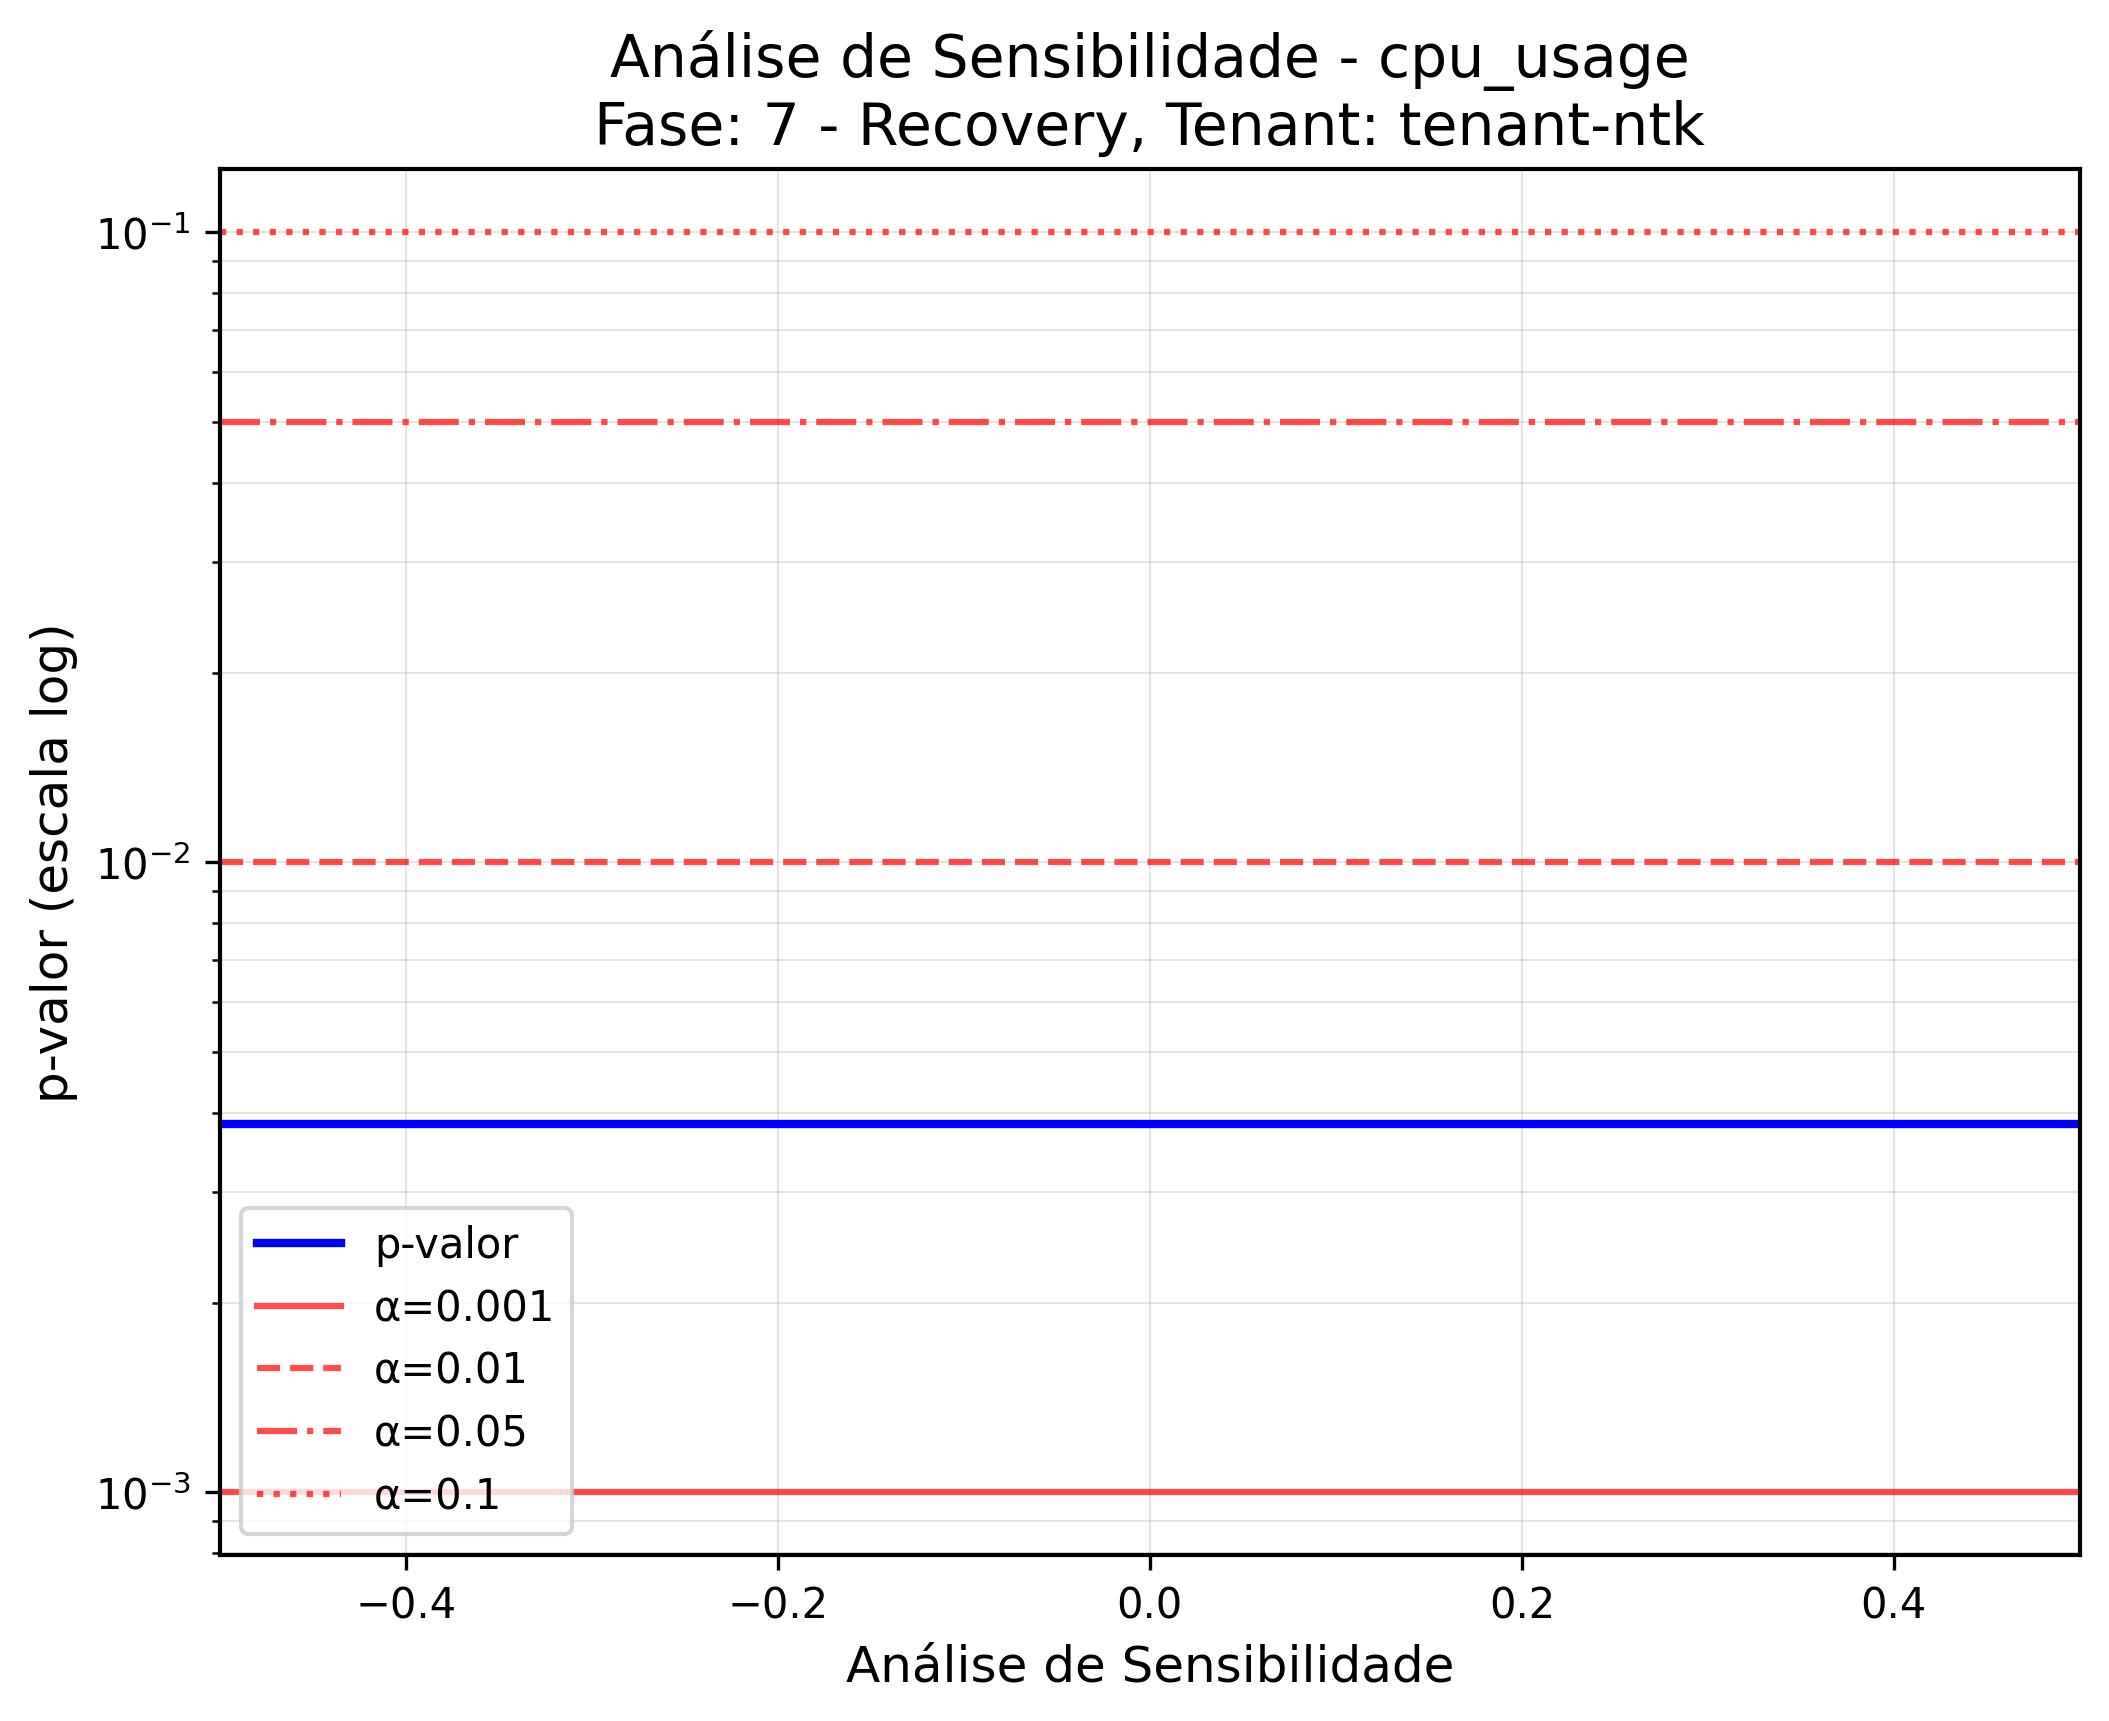 Análise de Sensibilidade - cpu_usage
Fase: 7 - Recovery, Tenant: tenant-ntk
p-valor (escala log)
10⁻¹
10⁻²
10⁻³
p-valor
α=0.001
α=0.01
α=0.05
α=0.1
−0.4 −0.2 0.0 0.2 0.4
Análise de Sensibilidade